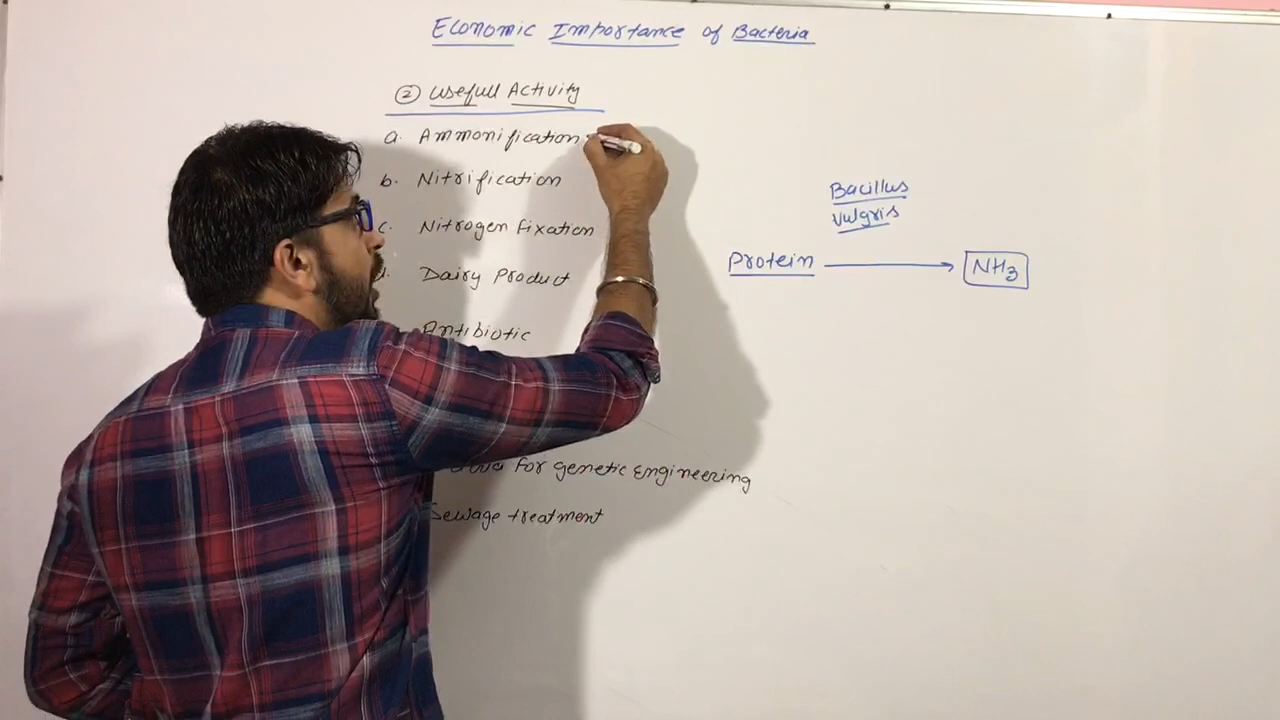 Economic Importance of Bacteria
② Usefull Activity
a. Ammonification
b. Nitrification
c. Nitrogen Fixation
Dairy Product
Antibiotic
for genetic Engineering
Sewage treatment
Bacillus
vulgris
Protein → NH3